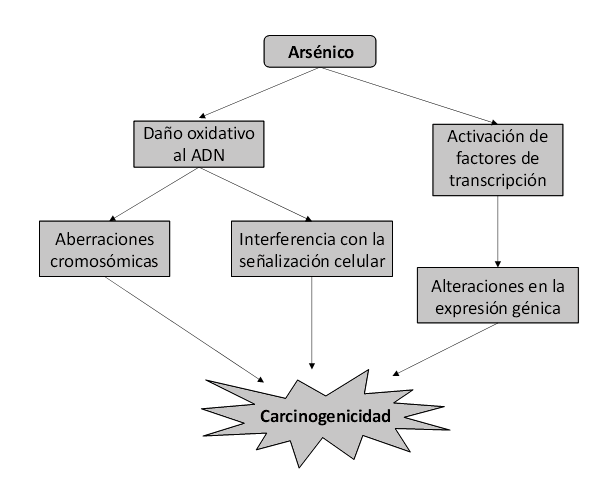 Arsénico
Daño oxidativo
al ADN
Activación de
factores de
transcripción
Aberraciones
cromosómicas
Interferencia con la
señalización celular
Alteraciones en la
expresión génica
Carcinogenicidad